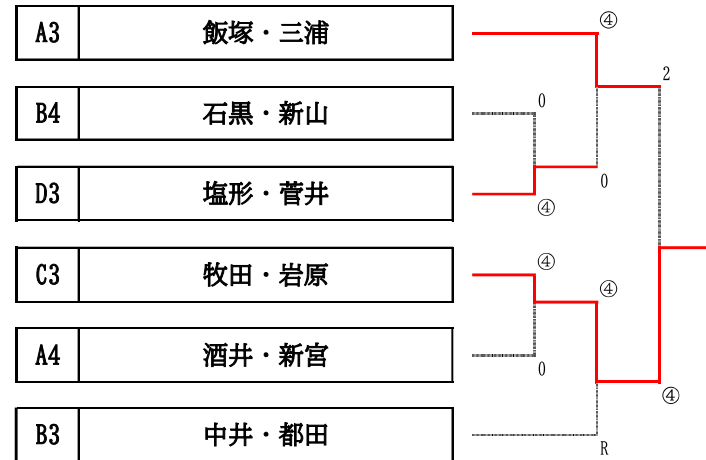 A3 飯塚・三浦 ④
2
B4 石黒・新山 0
D3 塩形・菅井 ④ 0
C3 牧田・岩原 ④ ④
A4 酒井・新宮 0
④
B3 中井・都田 R